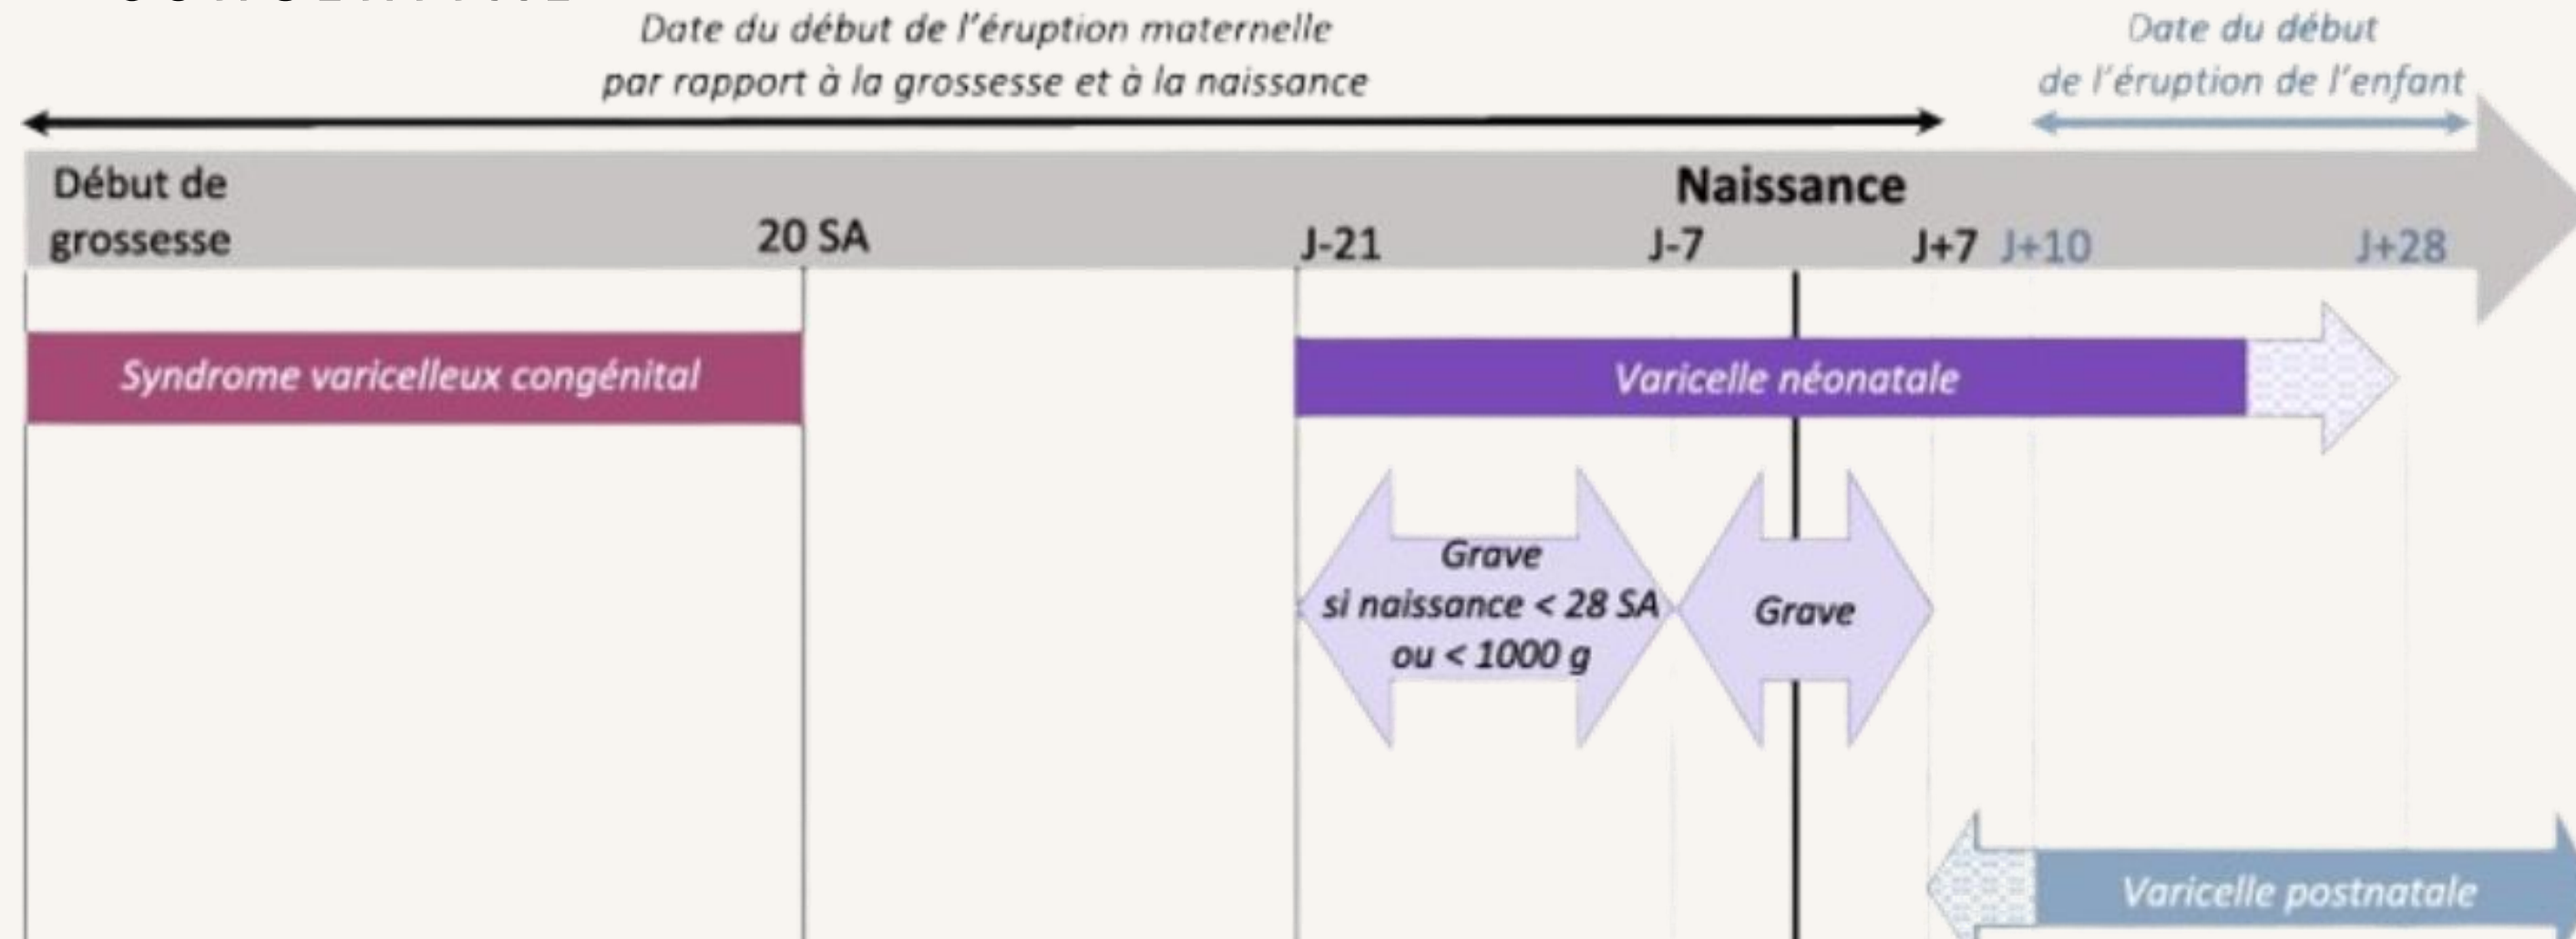 Date du début de l'éruption maternelle
par rapport à la grossesse et à la naissance
Date du début
de l'éruption de l'enfant
Début de
grossesse
20 SA
J-21
J-7
Naissance
J+7
J+10
J+28
Syndrome varicelleux congénital
Varicelle néonatale
Grave
si naissance < 28 SA
ou < 1000 g
Grave
Varicelle postnatale